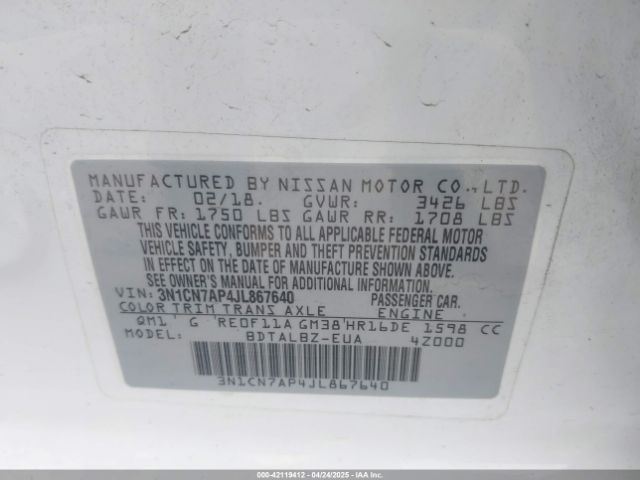 MANUFACTURED BY NISSAN MOTOR CO.,LTD.
DATE: 02/18. GVWR: 3426 LBS
GAWR FR: 1750 LBS GAWR RR: 1708 LBS
THIS VEHICLE CONFORMS TO ALL APPLICABLE FEDERAL MOTOR
VEHICLE SAFETY, BUMPER AND THEFT PREVENTION STANDARDS
IN EFFECT ON THE DATE OF MANUFACTURE SHOWN ABOVE.
SEE OWNER'S MANUAL FOR ADDITIONAL INFORMATION.
VIN: 3N1CN7AP4JL867640 PASSENGER CAR.
COLOR TRIM TRANS AXLE ENGINE
QM1 G RE0F11A GM38 HR16DE 1598 CC
MODEL: BDTALBZ-EUA 4Z000
3N1CN7AP4JL867640
000-42119412 - 04/24/2025 - IAAI.COM